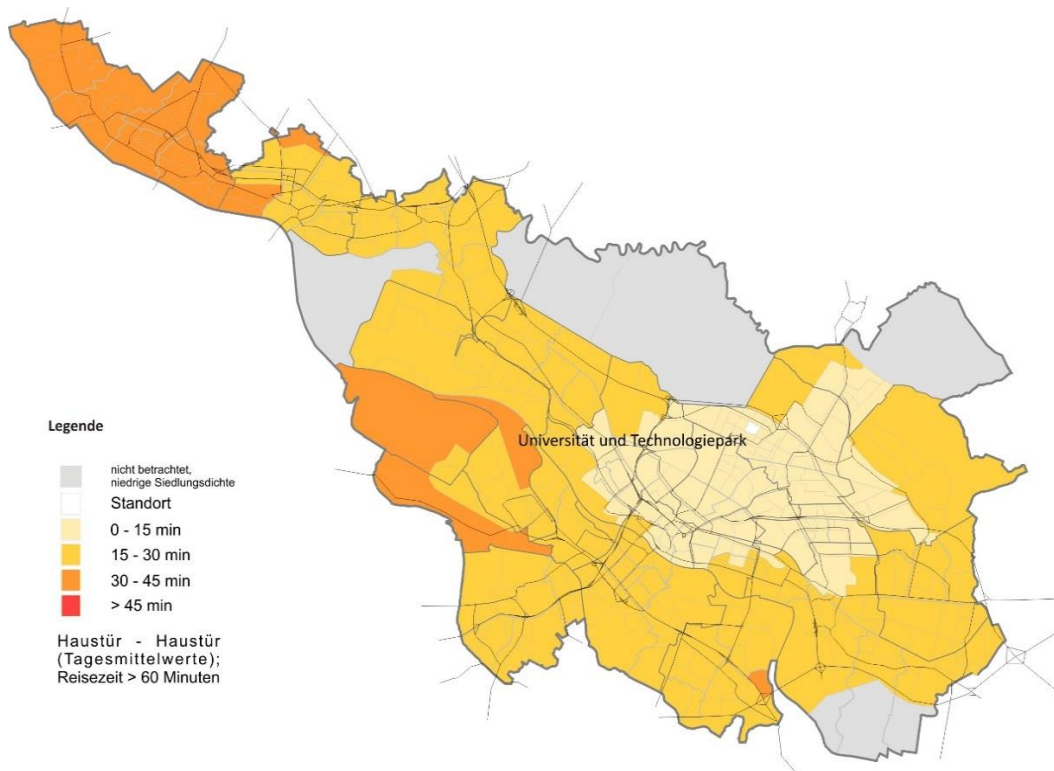 Universität und Technologiepark
Legende
nicht betrachtet,
niedrige Siedlungsdichte
Standort
0 - 15 min
15 - 30 min
30 - 45 min
> 45 min
Haustür - Haustür
(Tagesmittelwerte);
Reisezeit > 60 Minuten